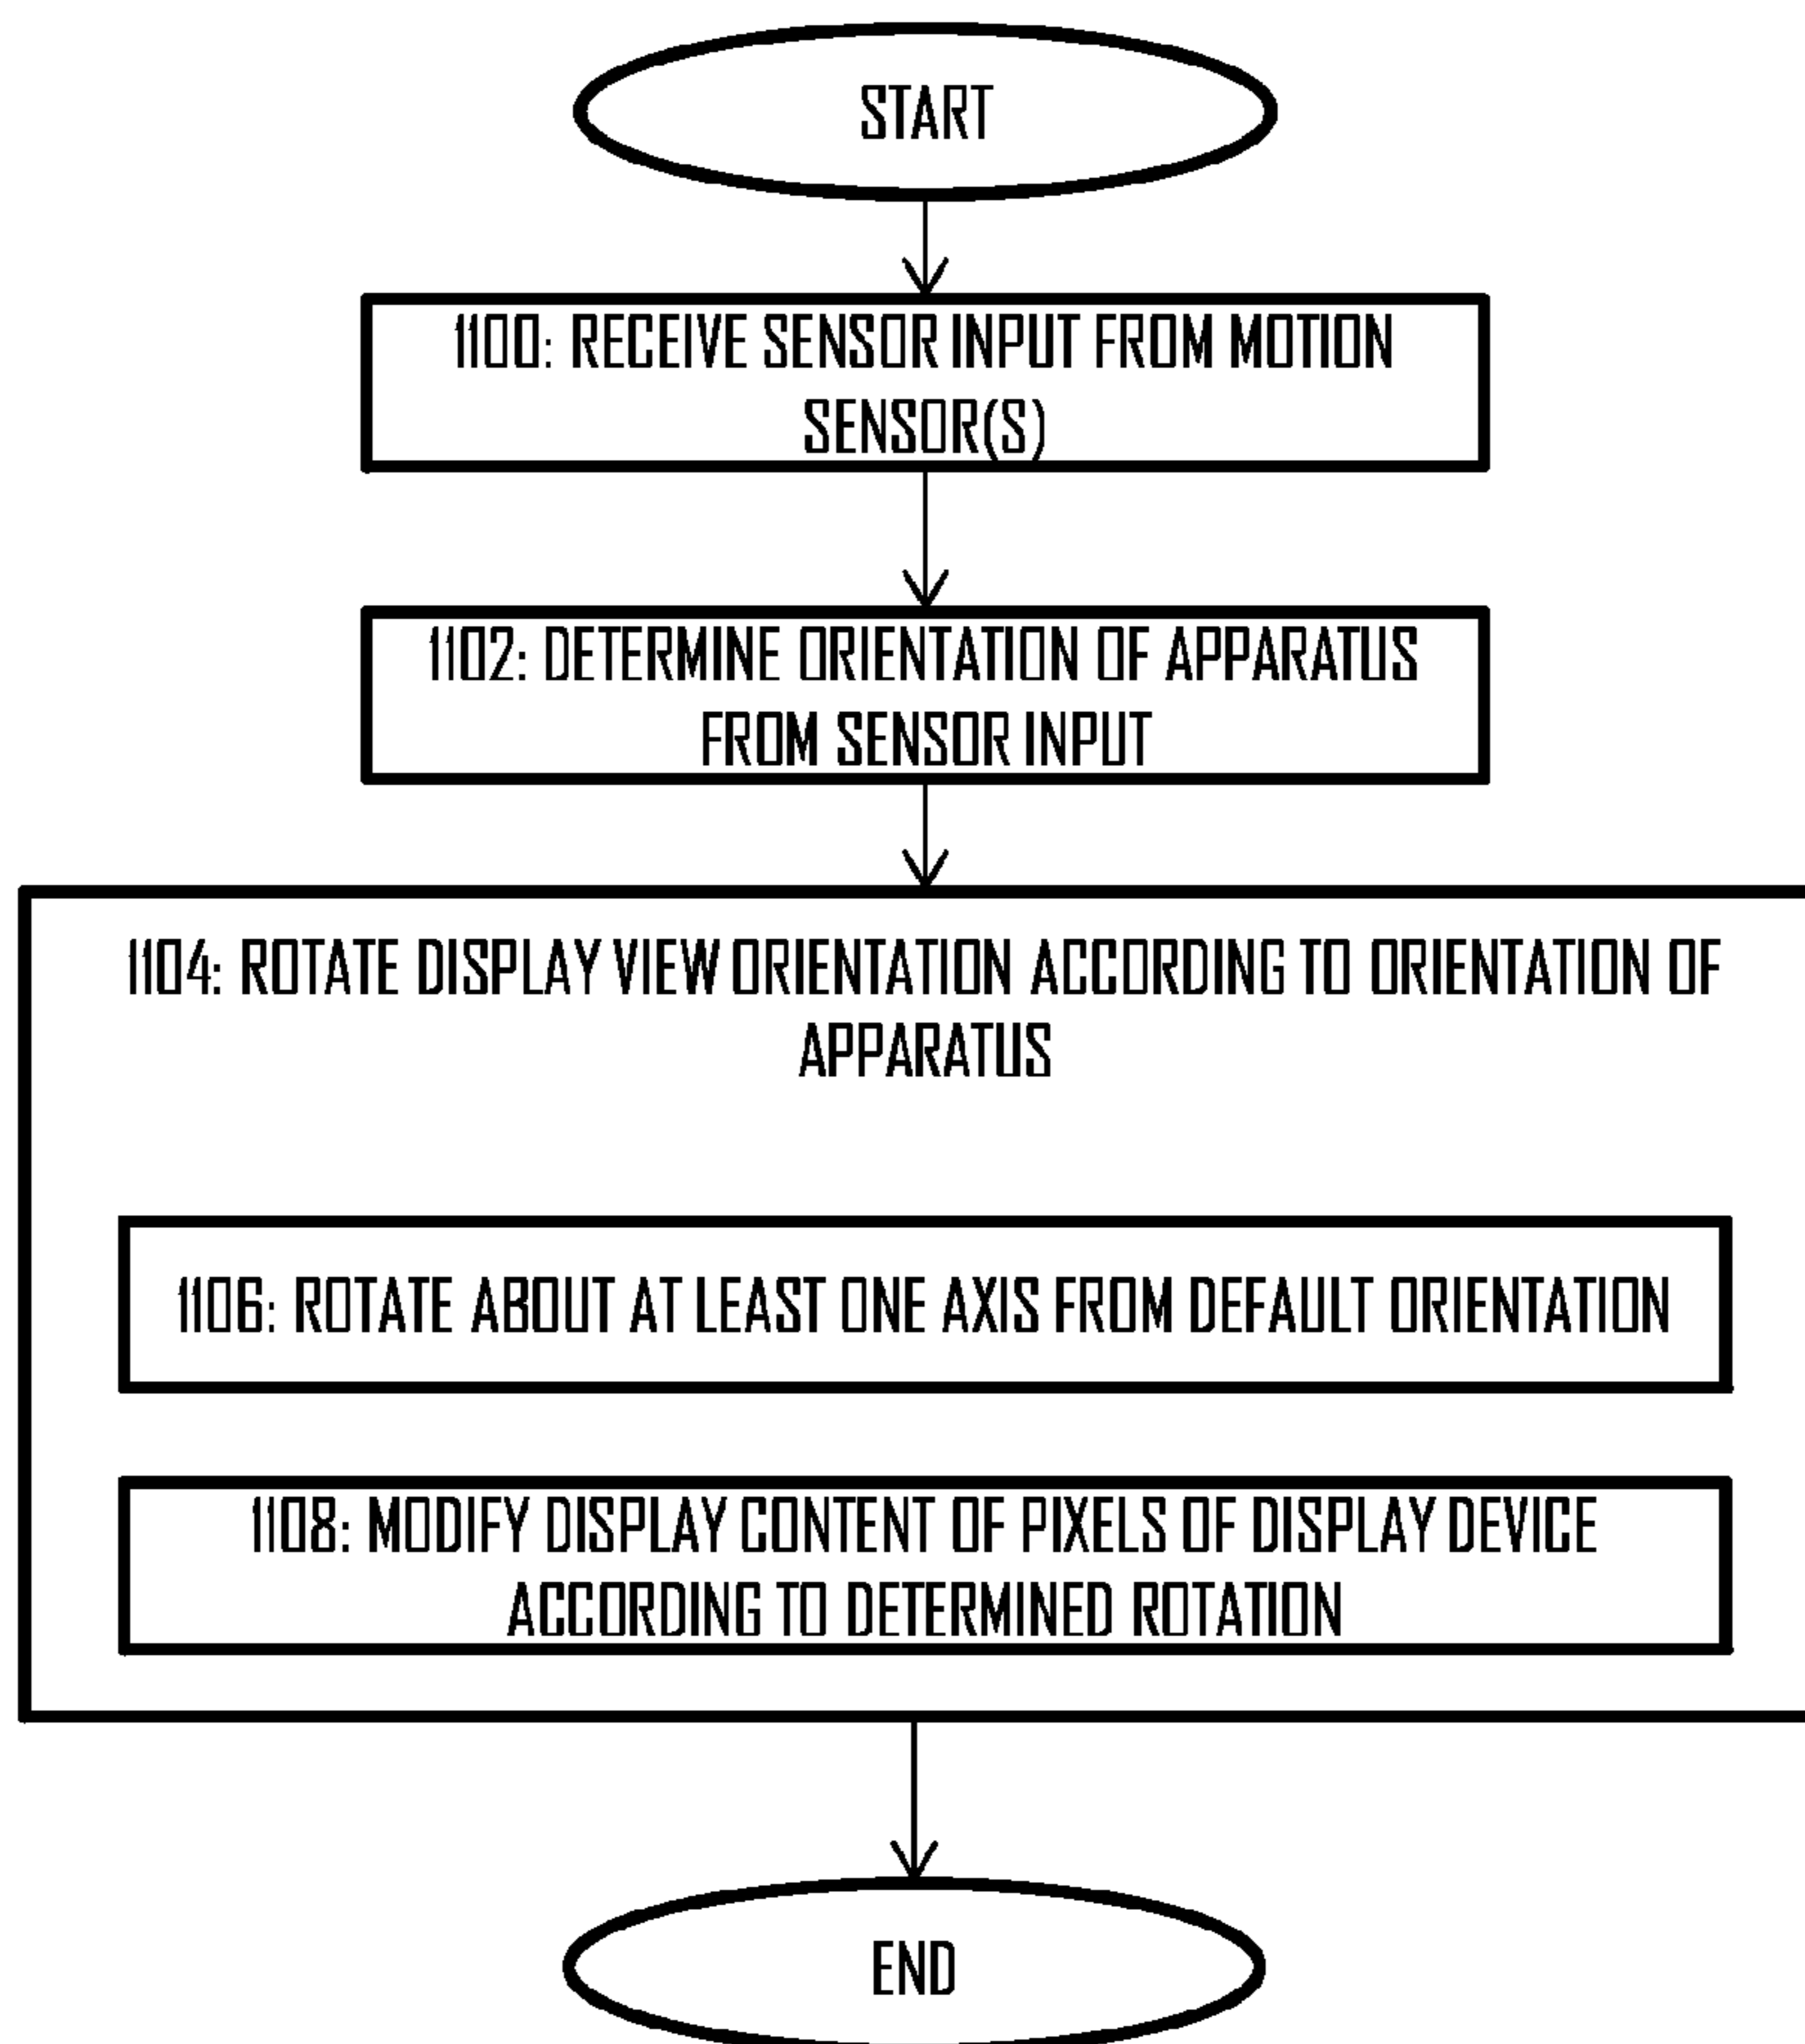 START
1100: RECEIVE SENSOR INPUT FROM MOTION
SENSOR(S)
1102: DETERMINE ORIENTATION OF APPARATUS
FROM SENSOR INPUT
1104: ROTATE DISPLAY VIEW ORIENTATION ACCORDING TO ORIENTATION OF
APPARATUS
1106: ROTATE ABOUT AT LEAST ONE AXIS FROM DEFAULT ORIENTATION
1108: MODIFY DISPLAY CONTENT OF PIXELS OF DISPLAY DEVICE
ACCORDING TO DETERMINED ROTATION
END